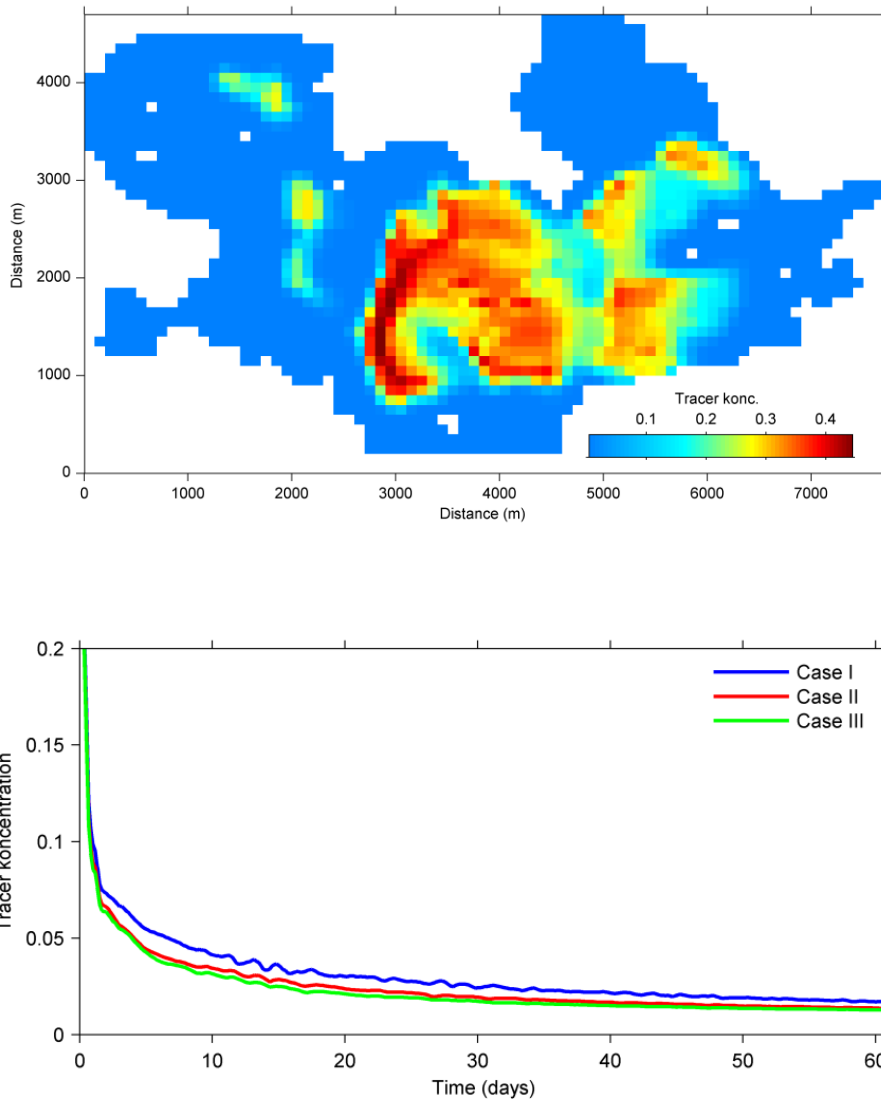 4000
3000
2000
1000
0
Distance (m)
Tracer konc.
0.1 0.2 0.3 0.4
0 1000 2000 3000 4000 5000 6000 7000
Distance (m)
0.2
0.15
0.1
0.05
0
Tracer koncentration
Case I
Case II
Case III
0 10 20 30 40 50 60
Time (days)